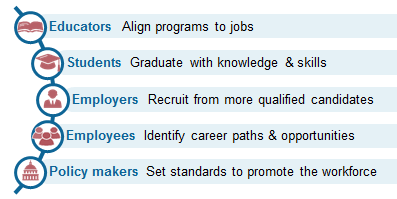 Educators Align programs to jobs
Students Graduate with knowledge & skills
Employers Recruit from more qualified candidates
Employees Identify career paths & opportunities
Policy makers Set standards to promote the workforce